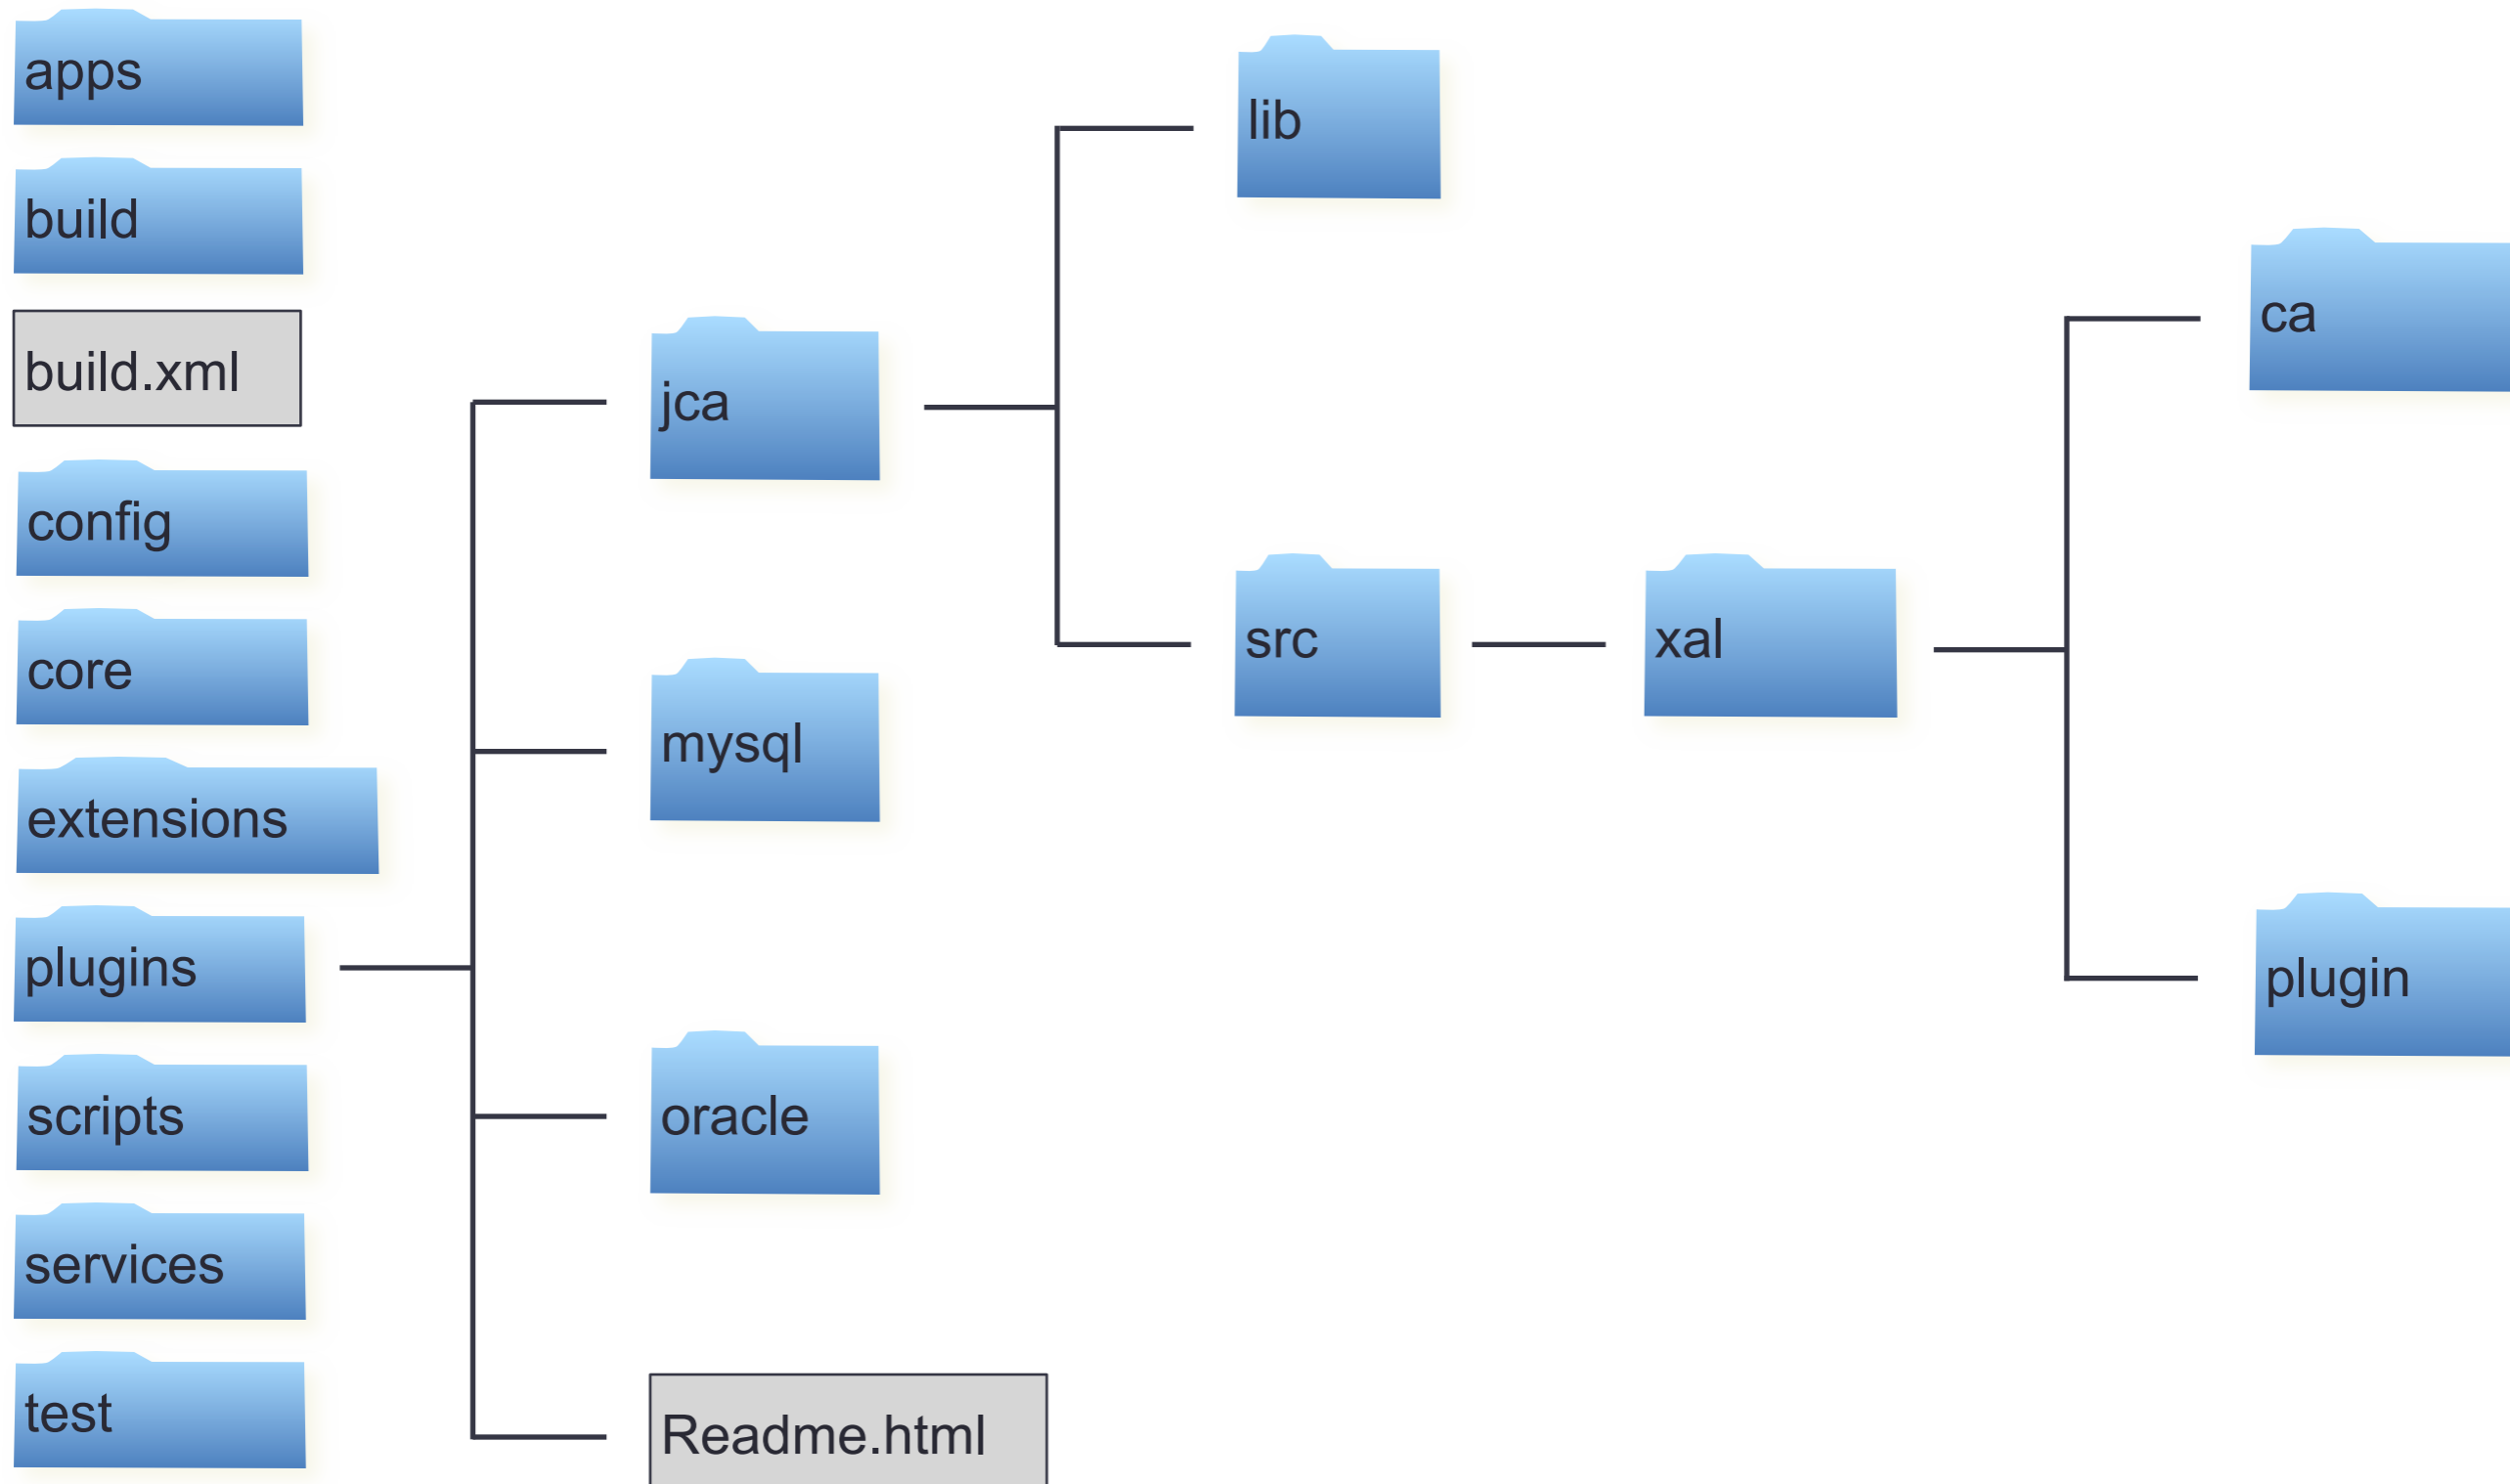 apps
build
build.xml
config
core
extensions
plugins
scripts
services
test
jca
mysql
oracle
Readme.html
lib
src
xal
ca
plugin